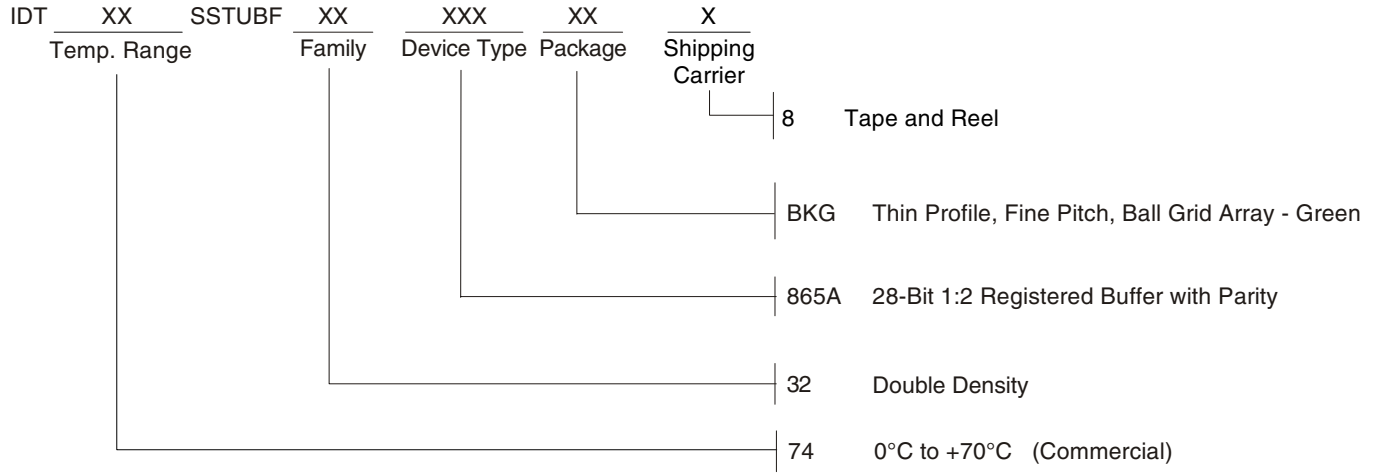 IDT XX SSTUBF XX XXX XX X
Temp. Range Family Device Type Package Shipping
Carrier
8 Tape and Reel
BKG Thin Profile, Fine Pitch, Ball Grid Array - Green
865A 28-Bit 1:2 Registered Buffer with Parity
32 Double Density
74 0°C to +70°C (Commercial)